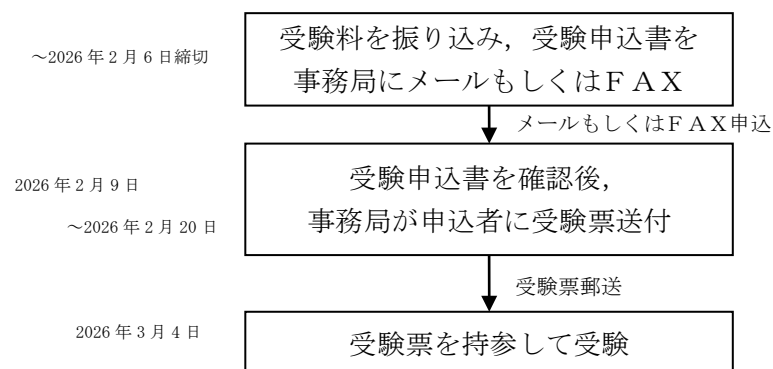 ～2026年2月6日締切
受験料を振り込み，受験申込書を
事務局にメールもしくはＦＡＸ
メールもしくはＦＡＸ申込
2026年2月9日
～2026年2月20日
受験申込書を確認後，
事務局が申込者に受験票送付
受験票郵送
2026年3月4日
受験票を持参して受験